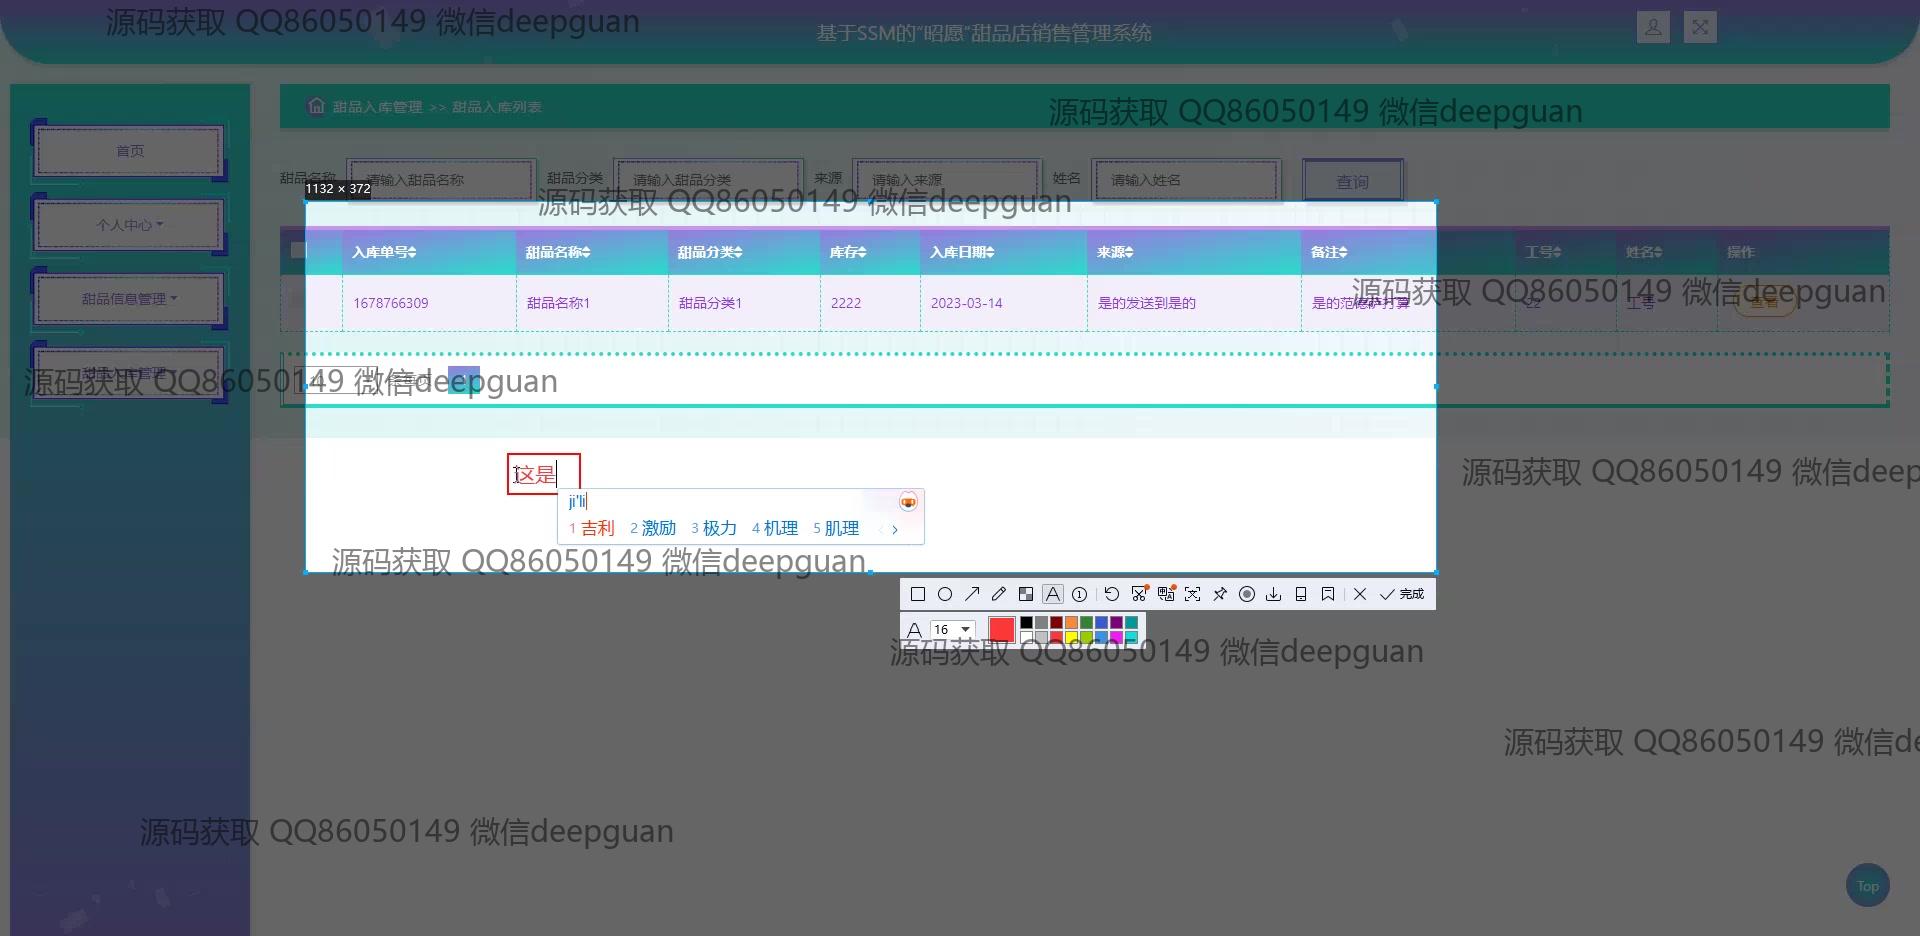 源码获取 QQ86050149 微信deepguan
基于SSM的“昭愿”甜品店销售管理系统
甜品入库管理 >> 甜品入库列表
源码获取 QQ86050149 微信deepguan
首页
个人中心
甜品信息管理
甜品入库管理
甜品名称 请输入甜品名称 甜品分类 请输入甜品分类 来源 请输入来源 姓名 请输入姓名 查询
1132 × 372
源码获取 QQ86050149 微信deepguan
入库单号 甜品名称 甜品分类 库存 入库日期 来源 备注 工号 姓名 操作
1678766309 甜品名称1 甜品分类1 2222 2023-03-14 是的发送到是的 是的范德萨打算 22 工号 查看
源码获取 QQ86050149 微信deepguan
源码获取 QQ86050149 微信deepguan
这是
ji'li
1 吉利 2 激励 3 极力 4 机理 5 肌理
源码获取 QQ86050149 微信deep
源码获取 QQ86050149 微信deepguan
A 1 完成
A 16
源码获取 QQ86050149 微信deepguan
源码获取 QQ86050149 微信de
源码获取 QQ86050149 微信deepguan
Top